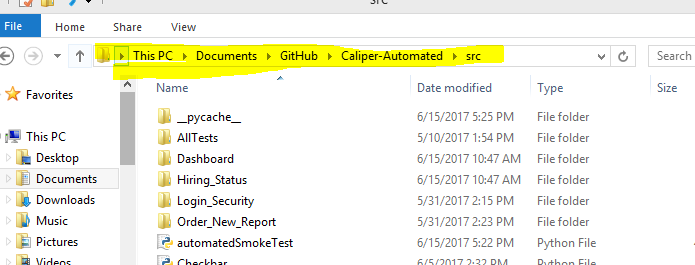 File Home Share View
This PC Documents GitHub Caliper-Automated src Search
Favorites
This PC
Desktop
Documents
Downloads
Music
Pictures
Videos
Name Date modified Type Size
__pycache__ 6/15/2017 5:25 PM File folder
AllTests 5/10/2017 1:54 PM File folder
Dashboard 6/15/2017 10:47 AM File folder
Hiring_Status 6/15/2017 10:47 AM File folder
Login_Security 5/31/2017 2:15 PM File folder
Order_New_Report 5/31/2017 2:23 PM File folder
automatedSmokeTest 6/15/2017 5:22 PM Python File
Checkbar 6/5/2017 2:32 PM Python File